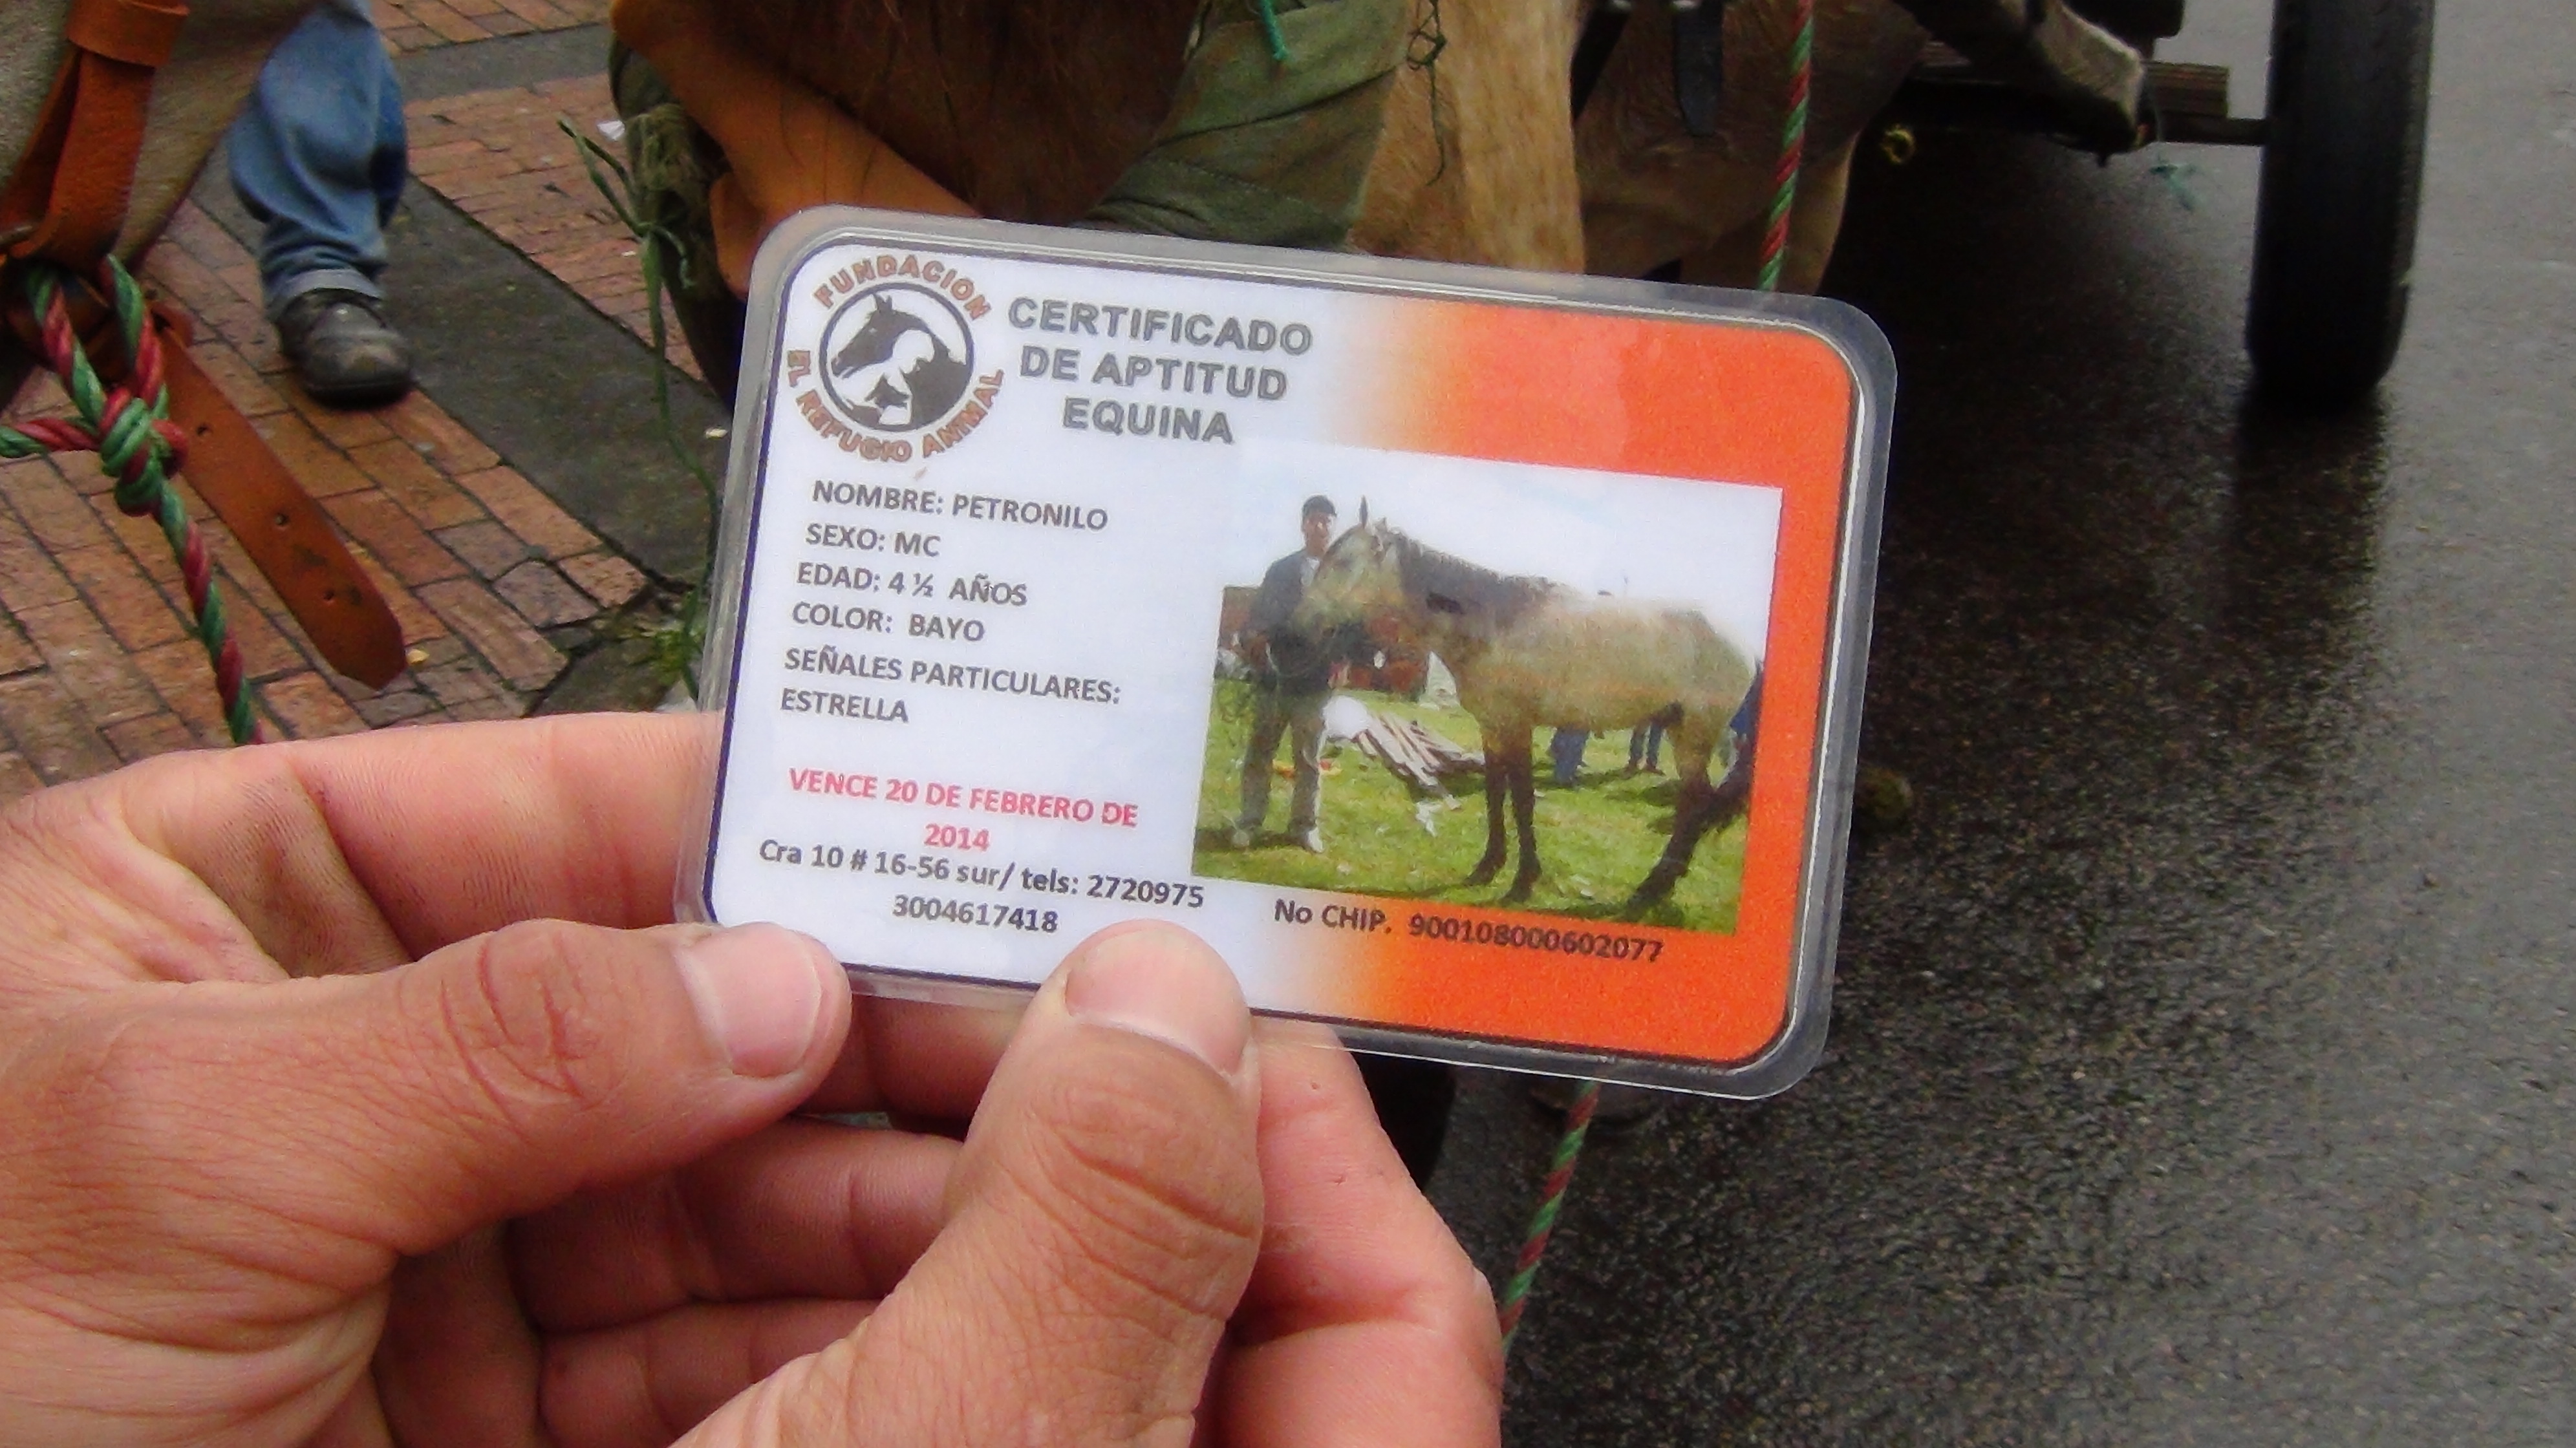 FUNDACION
EL REFUGIO ANIMAL
CERTIFICADO
DE APTITUD
EQUINA
NOMBRE: PETRONILO
SEXO: MC
EDAD: 4 ½ AÑOS
COLOR: BAYO
SEÑALES PARTICULARES:
ESTRELLA
VENCE 20 DE FEBRERO DE
2014
Cra 10 # 16-56 sur/ tels: 2720975
3004617418
No CHIP. 900108000602077